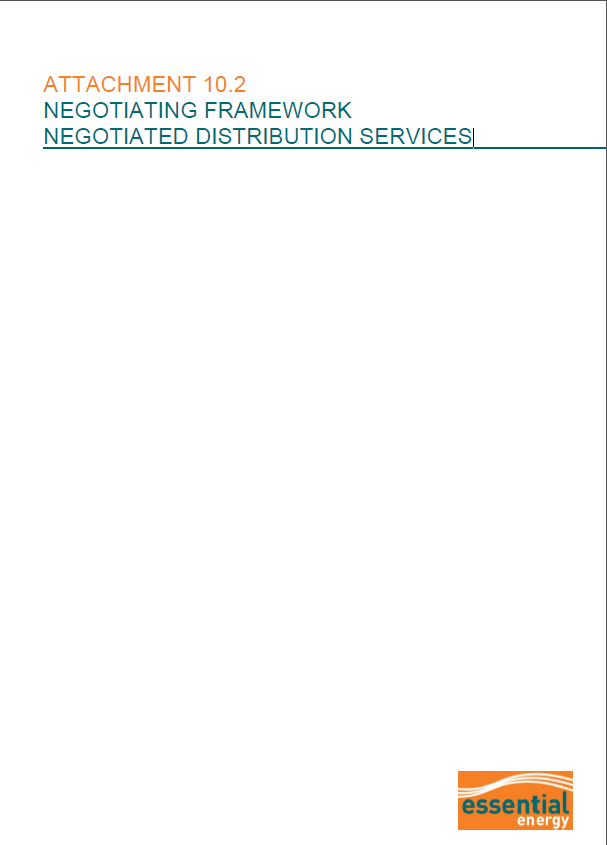 ATTACHMENT 10.2
NEGOTIATING FRAMEWORK
NEGOTIATED DISTRIBUTION SERVICES
essential
energy